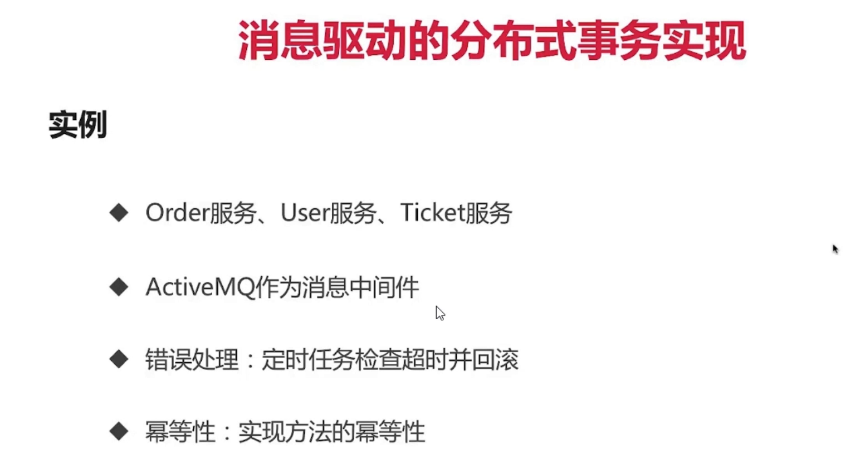 消息驱动的分布式事务实现
实例
Order服务、User服务、Ticket服务
ActiveMQ作为消息中间件
错误处理：定时任务检查超时并回滚
幂等性：实现方法的幂等性